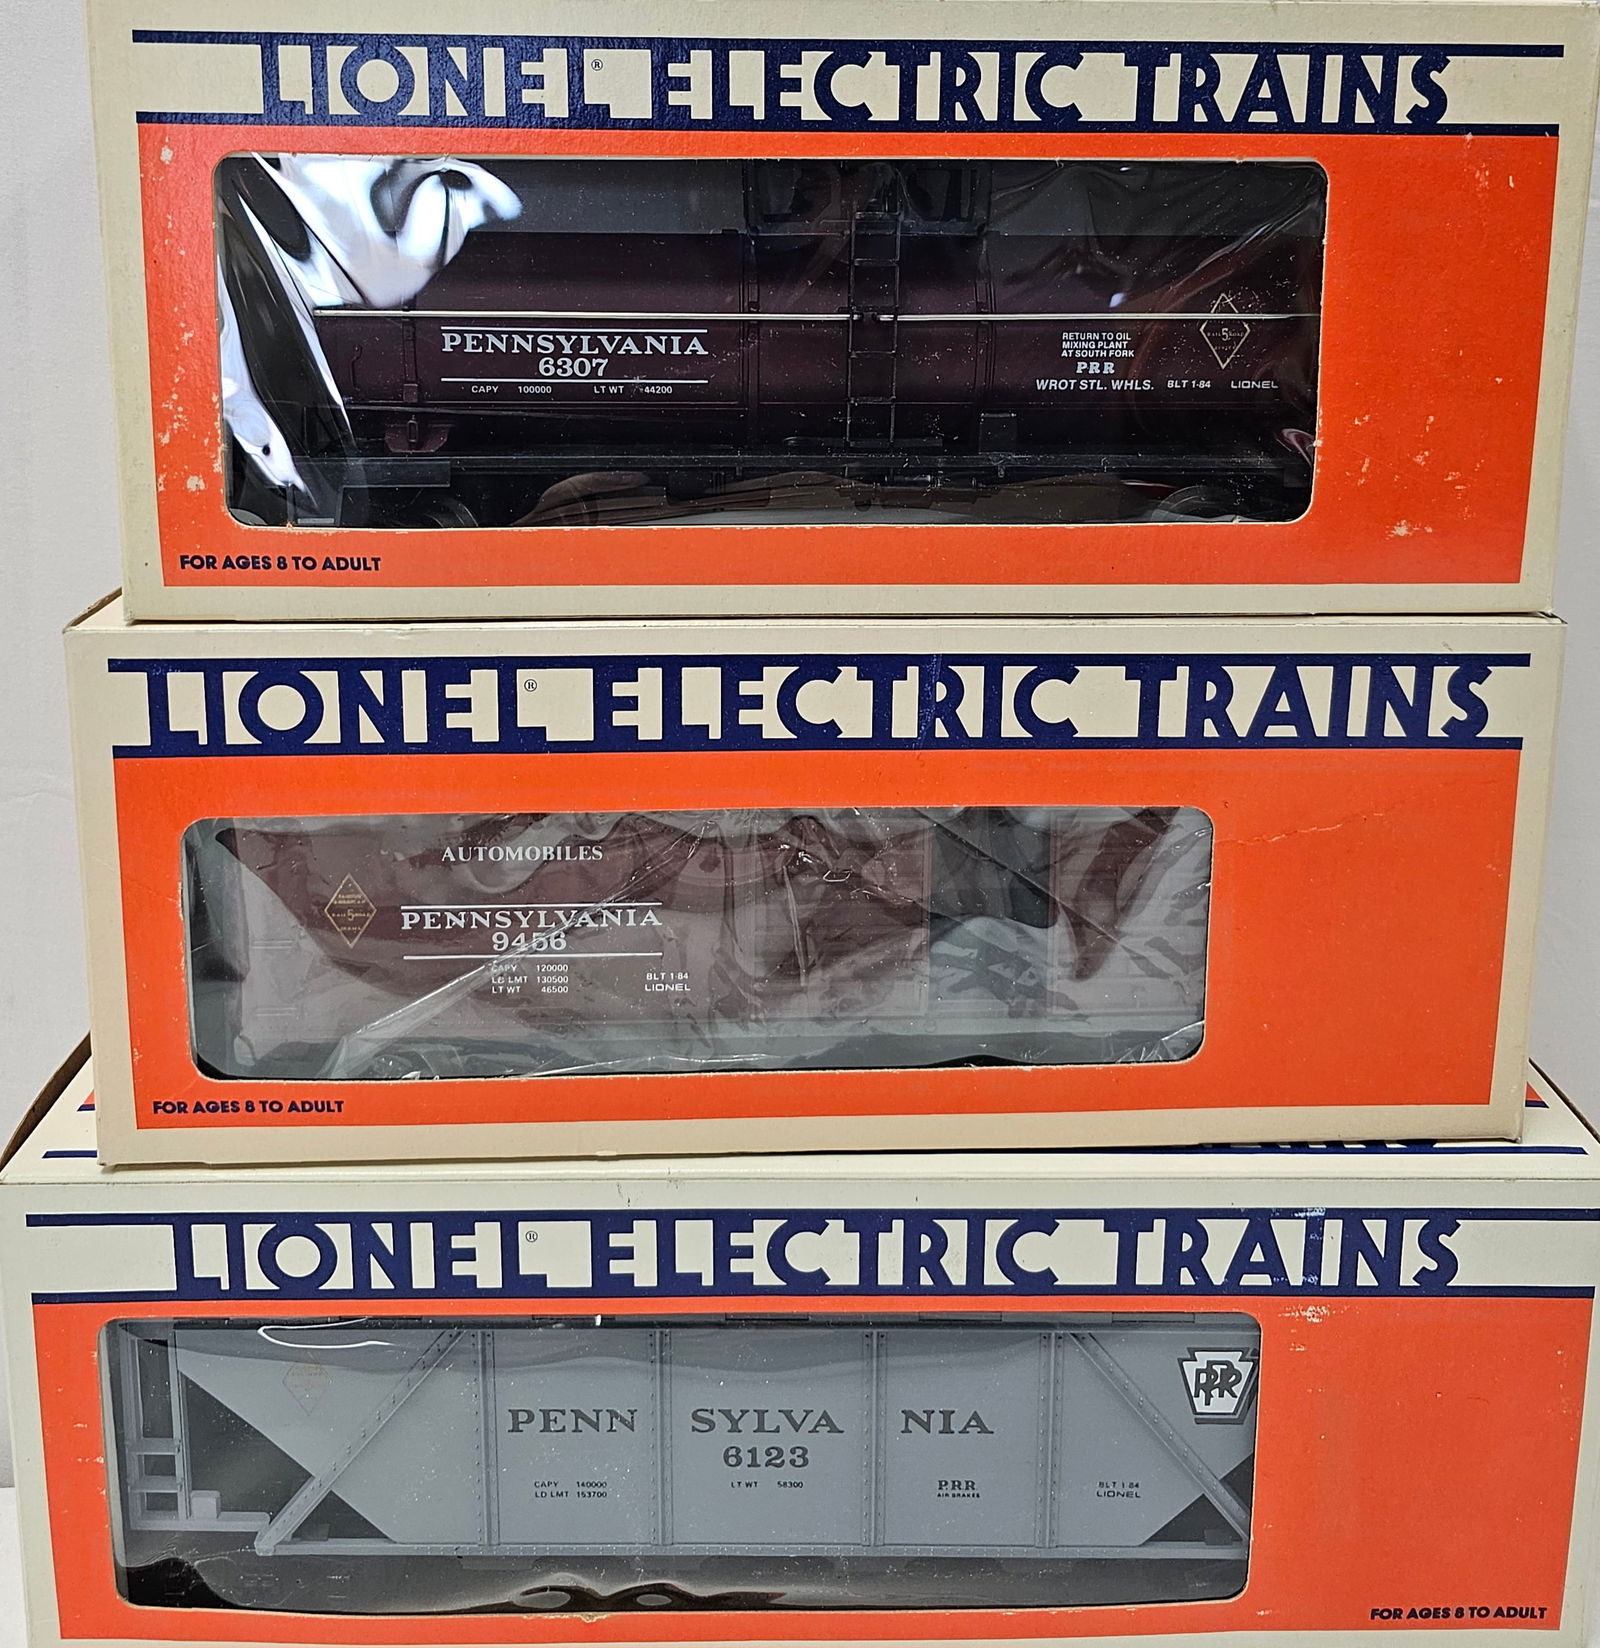 LIONEL® ELECTRIC TRAINS
PENNSYLVANIA
6307
CAPY 100000 LT WT 44200
RETURN TO OIL
MIXING PLANT
AT SOUTH FORK
PRR
WROT STL. WHLS. BLT 1-84 LIONEL
5
FOR AGES 8 TO ADULT
LIONEL® ELECTRIC TRAINS
AUTOMOBILES
RAIL 5 ROAD
PENNSYLVANIA
9456
CAPY 120000
LD LMT 130500
LT WT 46500
BLT 1-84
LIONEL
FOR AGES 8 TO ADULT
LIONEL® ELECTRIC TRAINS
PENN SYLVA NIA
6123
CAPY 140000
LD LMT 153700
LT WT 58300
P.R.R.
AIR BRAKES
BLT 1-84
LIONEL
PRR
FOR AGES 8 TO ADULT